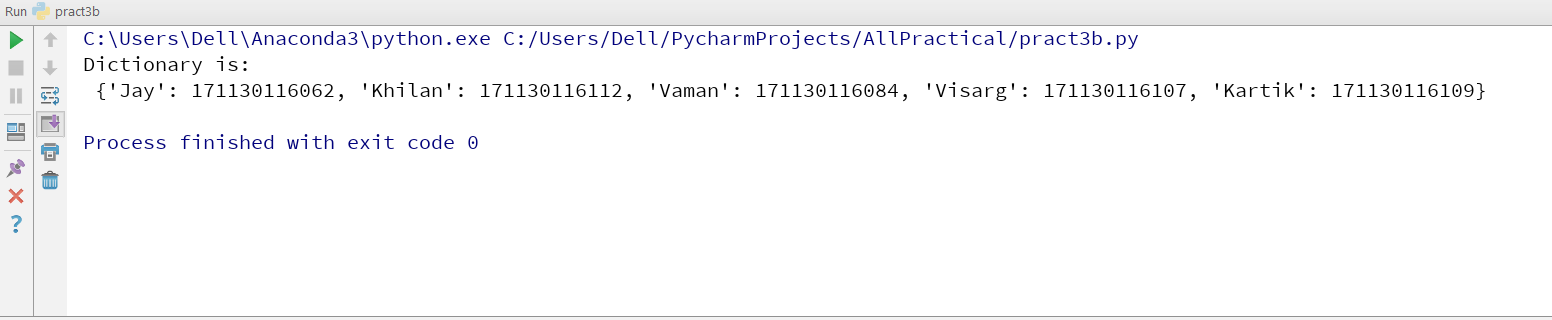 Run pract3b
C:\Users\Dell\Anaconda3\python.exe C:/Users/Dell/PycharmProjects/AllPractical/pract3b.py
Dictionary is:
 {'Jay': 171130116062, 'Khilan': 171130116112, 'Vaman': 171130116084, 'Visarg': 171130116107, 'Kartik': 171130116109}
Process finished with exit code 0